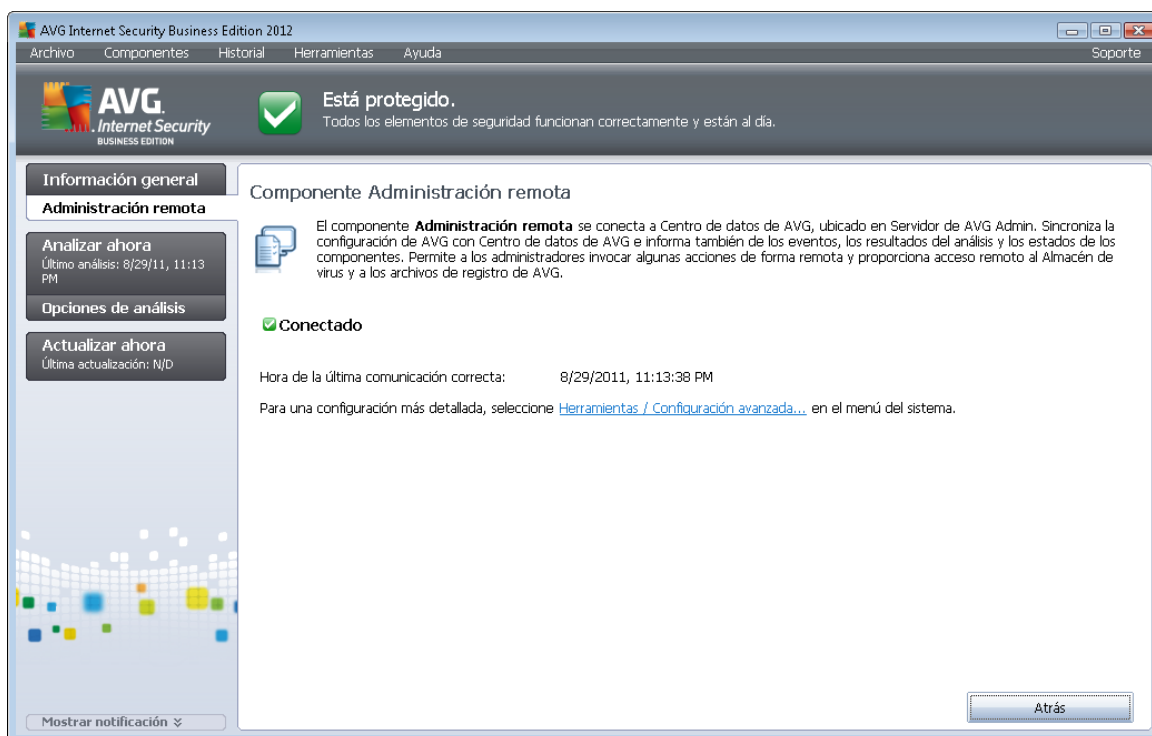 AVG Internet Security Business Edition 2012
Archivo Componentes Historial Herramientas Ayuda Soporte
AVG.
Internet Security
BUSINESS EDITION
Está protegido.
Todos los elementos de seguridad funcionan correctamente y están al día.
Información general
Administración remota
Analizar ahora
Último análisis: 8/29/11, 11:13
PM
Opciones de análisis
Actualizar ahora
Última actualización: N/D
Mostrar notificación
Componente Administración remota
El componente Administración remota se conecta a Centro de datos de AVG, ubicado en Servidor de AVG Admin. Sincroniza la
configuración de AVG con Centro de datos de AVG e informa también de los eventos, los resultados del análisis y los estados de los
componentes. Permite a los administradores invocar algunas acciones de forma remota y proporciona acceso remoto al Almacén de
virus y a los archivos de registro de AVG.
Conectado
Hora de la última comunicación correcta: 8/29/2011, 11:13:38 PM
Para una configuración más detallada, seleccione Herramientas / Configuración avanzada... en el menú del sistema.
Atrás